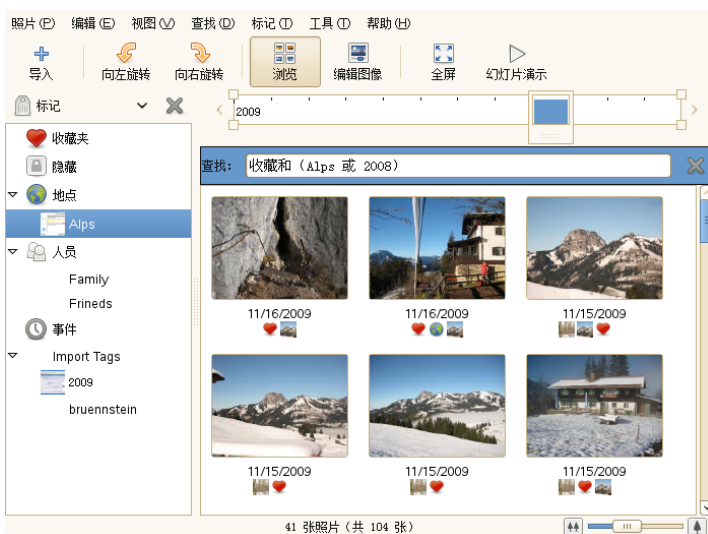 照片(P) 编辑(E) 视图(V) 查找(D) 标记(T) 工具(T) 帮助(H)
导入 向左旋转 向右旋转 浏览 编辑图像 全屏 幻灯片演示
标记
2009
收藏夹
隐藏
地点
Alps
人员
Family
Frineds
事件
Import Tags
2009
bruennstein
查找: 收藏和 (Alps 或 2008)
11/16/2009 11/16/2009 11/15/2009
11/15/2009 11/15/2009 11/15/2009
41 张照片(共 104 张)